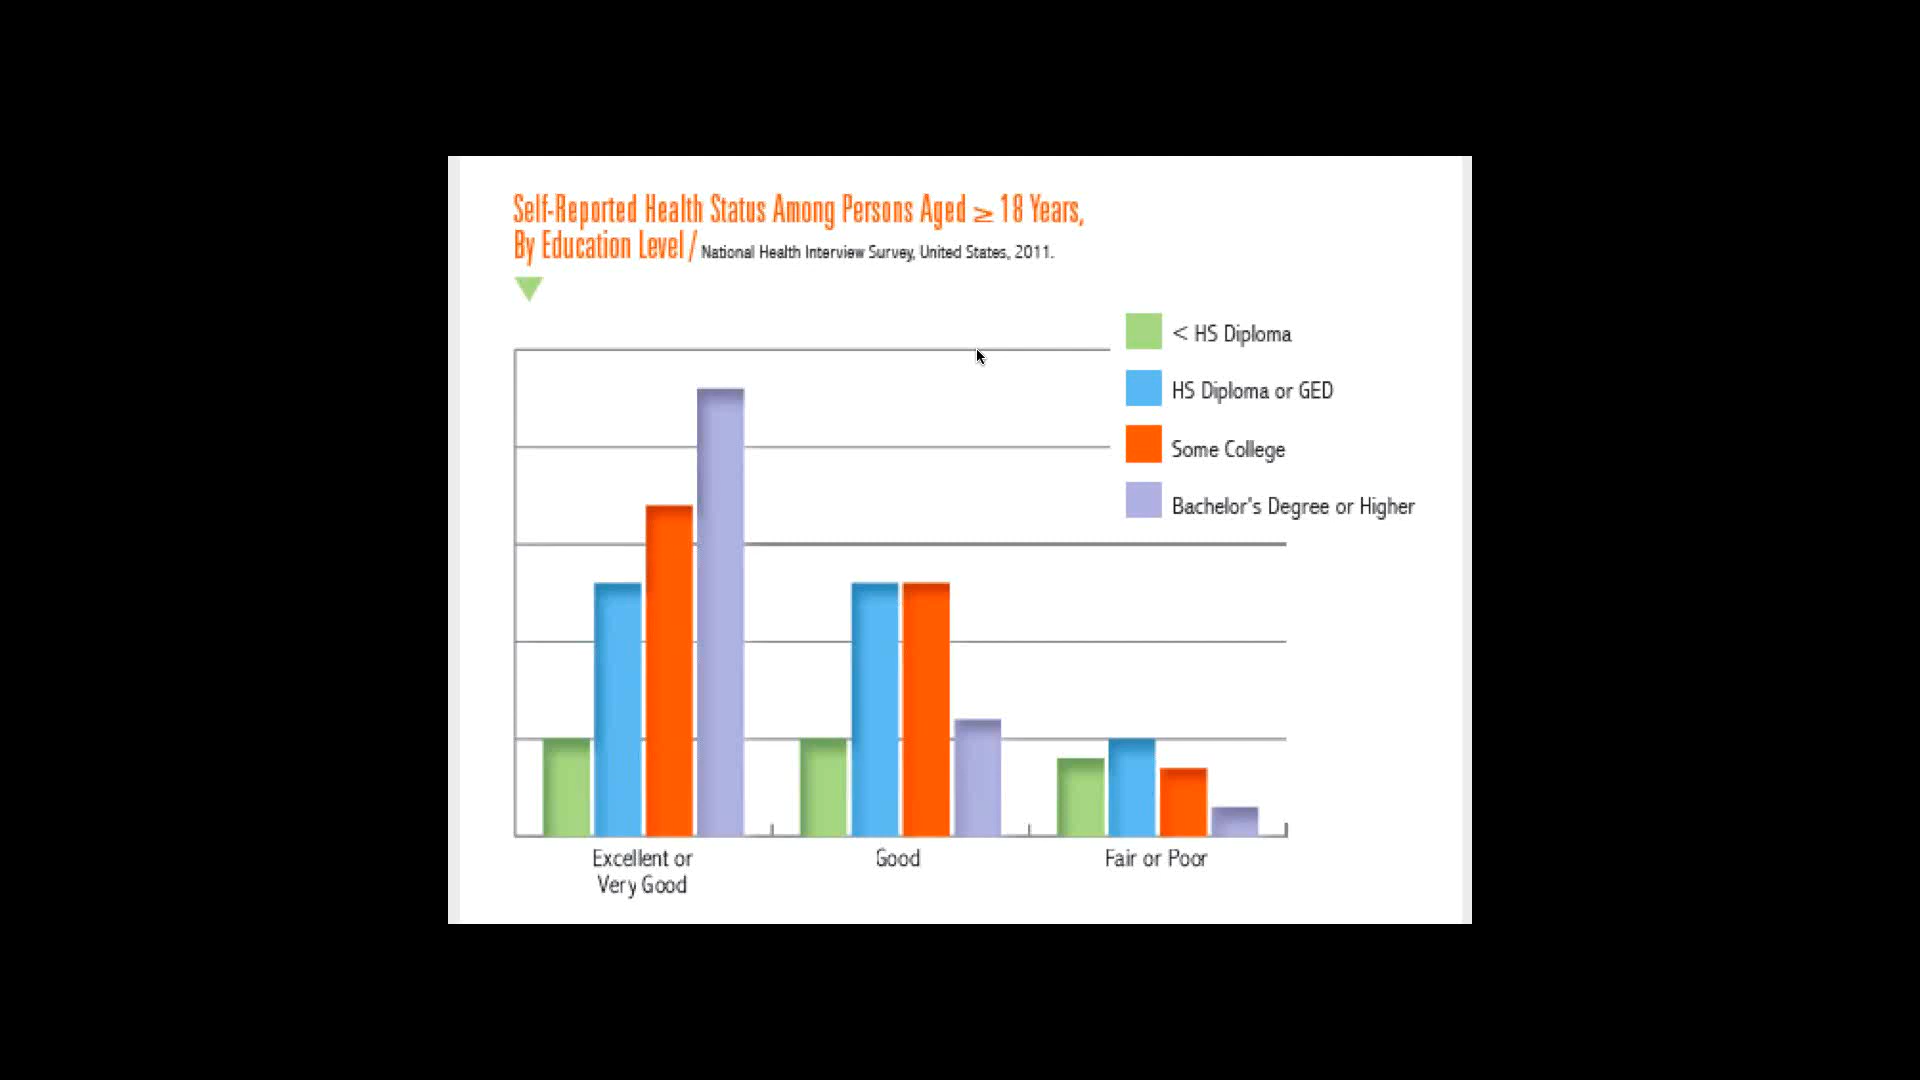 Self-Reported Health Status Among Persons Aged ≥ 18 Years,
By Education Level / National Health Interview Survey, United States, 2011.
< HS Diploma
HS Diploma or GED
Some College
Bachelor's Degree or Higher
Excellent or
Very Good
Good
Fair or Poor